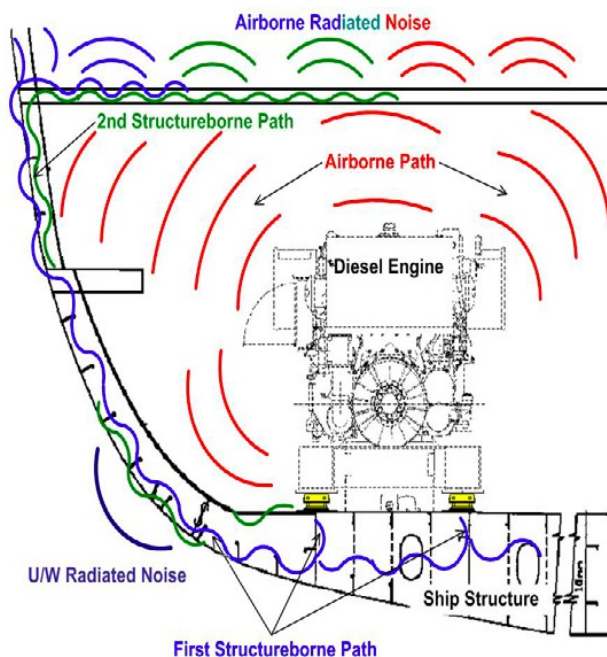 Airborne Radiated Noise
2nd Structureborne Path
Airborne Path
Diesel Engine
U/W Radiated Noise
Ship Structure
First Structureborne Path